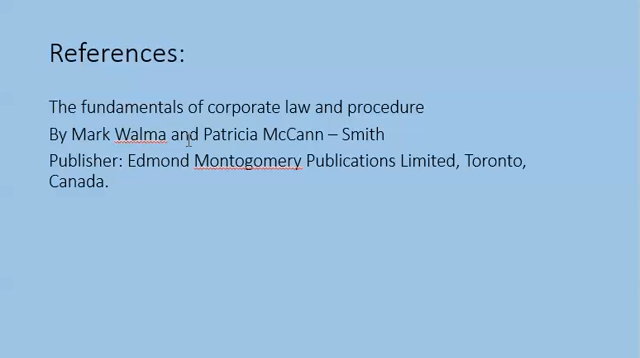 References:
The fundamentals of corporate law and procedure
By Mark Walma and Patricia McCann – Smith
Publisher: Edmond Montogomery Publications Limited, Toronto,
Canada.